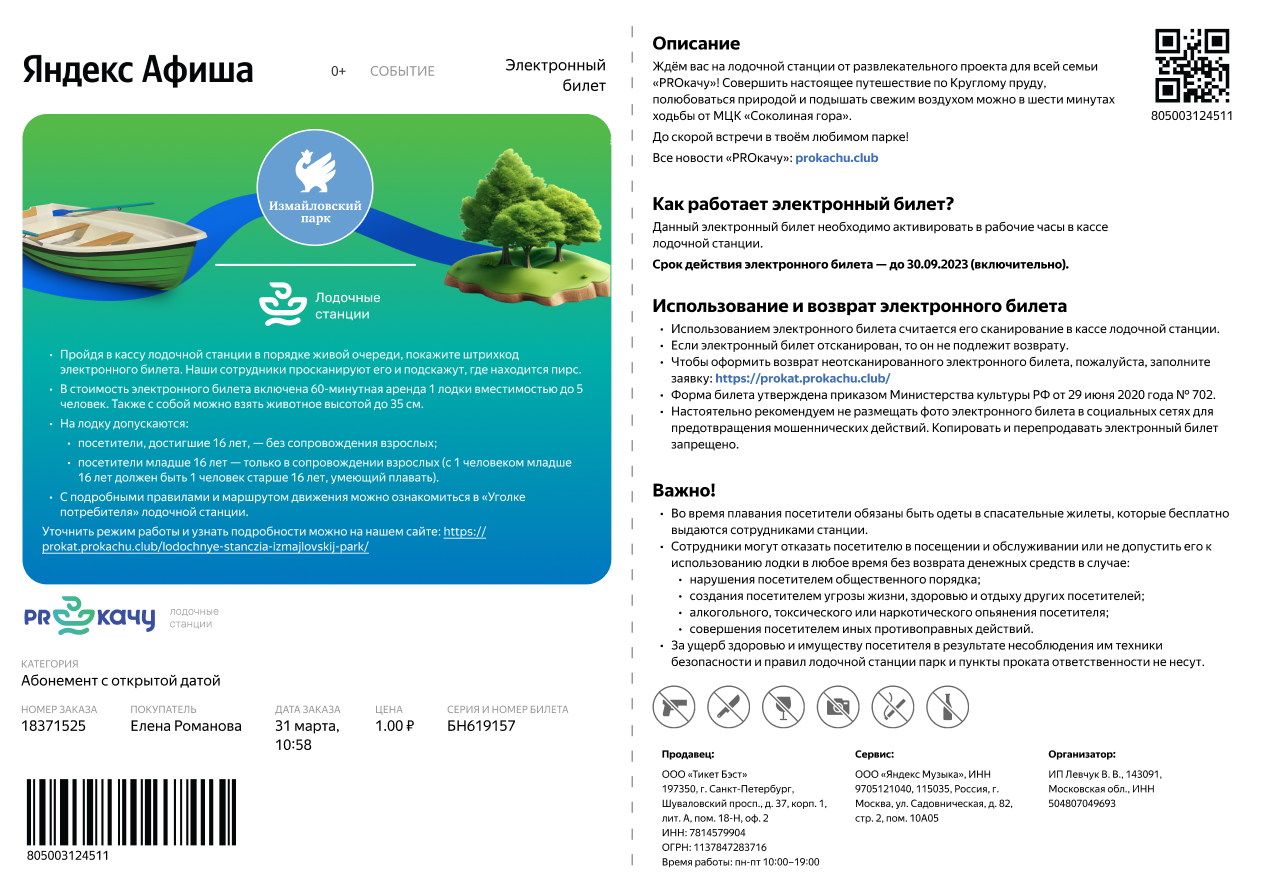 Яндекс Афиша
0+
СОБЫТИЕ
Электронный
билет
Измайловский
парк
Лодочные
станции
• Пройдя в кассу лодочной станции в порядке живой очереди, покажите штрихкод
электронного билета. Наши сотрудники просканируют его и подскажут, где находится пирс.
• В стоимость электронного билета включена 60-минутная аренда 1 лодки вместимостью до 5
человек. Также с собой можно взять животное высотой до 35 см.
• На лодку допускаются:
• посетители, достигшие 16 лет, — без сопровождения взрослых;
• посетители младше 16 лет — только в сопровождении взрослых (с 1 человеком младше
16 лет должен быть 1 человек старше 16 лет, умеющий плавать).
• С подробными правилами и маршрутом движения можно ознакомиться в «Уголке
потребителя» лодочной станции.
Уточнить режим работы и узнать подробности можно на нашем сайте: https://
prokat.prokachu.club/lodochnye-stanczia-izmajlovskij-park/
PROкачу
лодочные
станции
КАТЕГОРИЯ
Абонемент с открытой датой
НОМЕР ЗАКАЗА
18371525
ПОКУПАТЕЛЬ
Елена Романова
ДАТА ЗАКАЗА
31 марта,
10:58
ЦЕНА
1.00 ₽
СЕРИЯ И НОМЕР БИЛЕТА
БН619157
805003124511
Описание
Ждём вас на лодочной станции от развлекательного проекта для всей семьи
«PROкачу»! Совершить настоящее путешествие по Круглому пруду,
полюбоваться природой и подышать свежим воздухом можно в шести минутах
ходьбы от МЦК «Соколиная гора».
До скорой встречи в твоём любимом парке!
Все новости «PROкачу»: prokachu.club
805003124511
Как работает электронный билет?
Данный электронный билет необходимо активировать в рабочие часы в кассе
лодочной станции.
Срок действия электронного билета — до 30.09.2023 (включительно).
Использование и возврат электронного билета
• Использованием электронного билета считается его сканирование в кассе лодочной станции.
• Если электронный билет отсканирован, то он не подлежит возврату.
• Чтобы оформить возврат неотсканированного электронного билета, пожалуйста, заполните
заявку: https://prokat.prokachu.club/
• Форма билета утверждена приказом Министерства культуры РФ от 29 июня 2020 года № 702.
• Настоятельно рекомендуем не размещать фото электронного билета в социальных сетях для
предотвращения мошеннических действий. Копировать и перепродавать электронный билет
запрещено.
Важно!
• Во время плавания посетители обязаны быть одеты в спасательные жилеты, которые бесплатно
выдаются сотрудниками станции.
• Сотрудники могут отказать посетителю в посещении и обслуживании или не допустить его к
использованию лодки в любое время без возврата денежных средств в случае:
• нарушения посетителем общественного порядка;
• создания посетителем угрозы жизни, здоровью и отдыху других посетителей;
• алкогольного, токсического или наркотического опьянения посетителя;
• совершения посетителем иных противоправных действий.
• За ущерб здоровью и имуществу посетителя в результате несоблюдения им техники
безопасности и правил лодочной станции парк и пункты проката ответственности не несут.
Продавец:
ООО «Тикет Бэст»
197350, г. Санкт-Петербург,
Шуваловский просп., д. 37, корп. 1,
лит. А, пом. 18-Н, оф. 2
ИНН: 7814579904
ОГРН: 1137847283716
Время работы: пн-пт 10:00–19:00
Сервис:
ООО «Яндекс Музыка», ИНН
9705121040, 115035, Россия, г.
Москва, ул. Садовническая, д. 82,
стр. 2, пом. 10А05
Организатор:
ИП Левчук В. В., 143091,
Московская обл., ИНН
504807049693